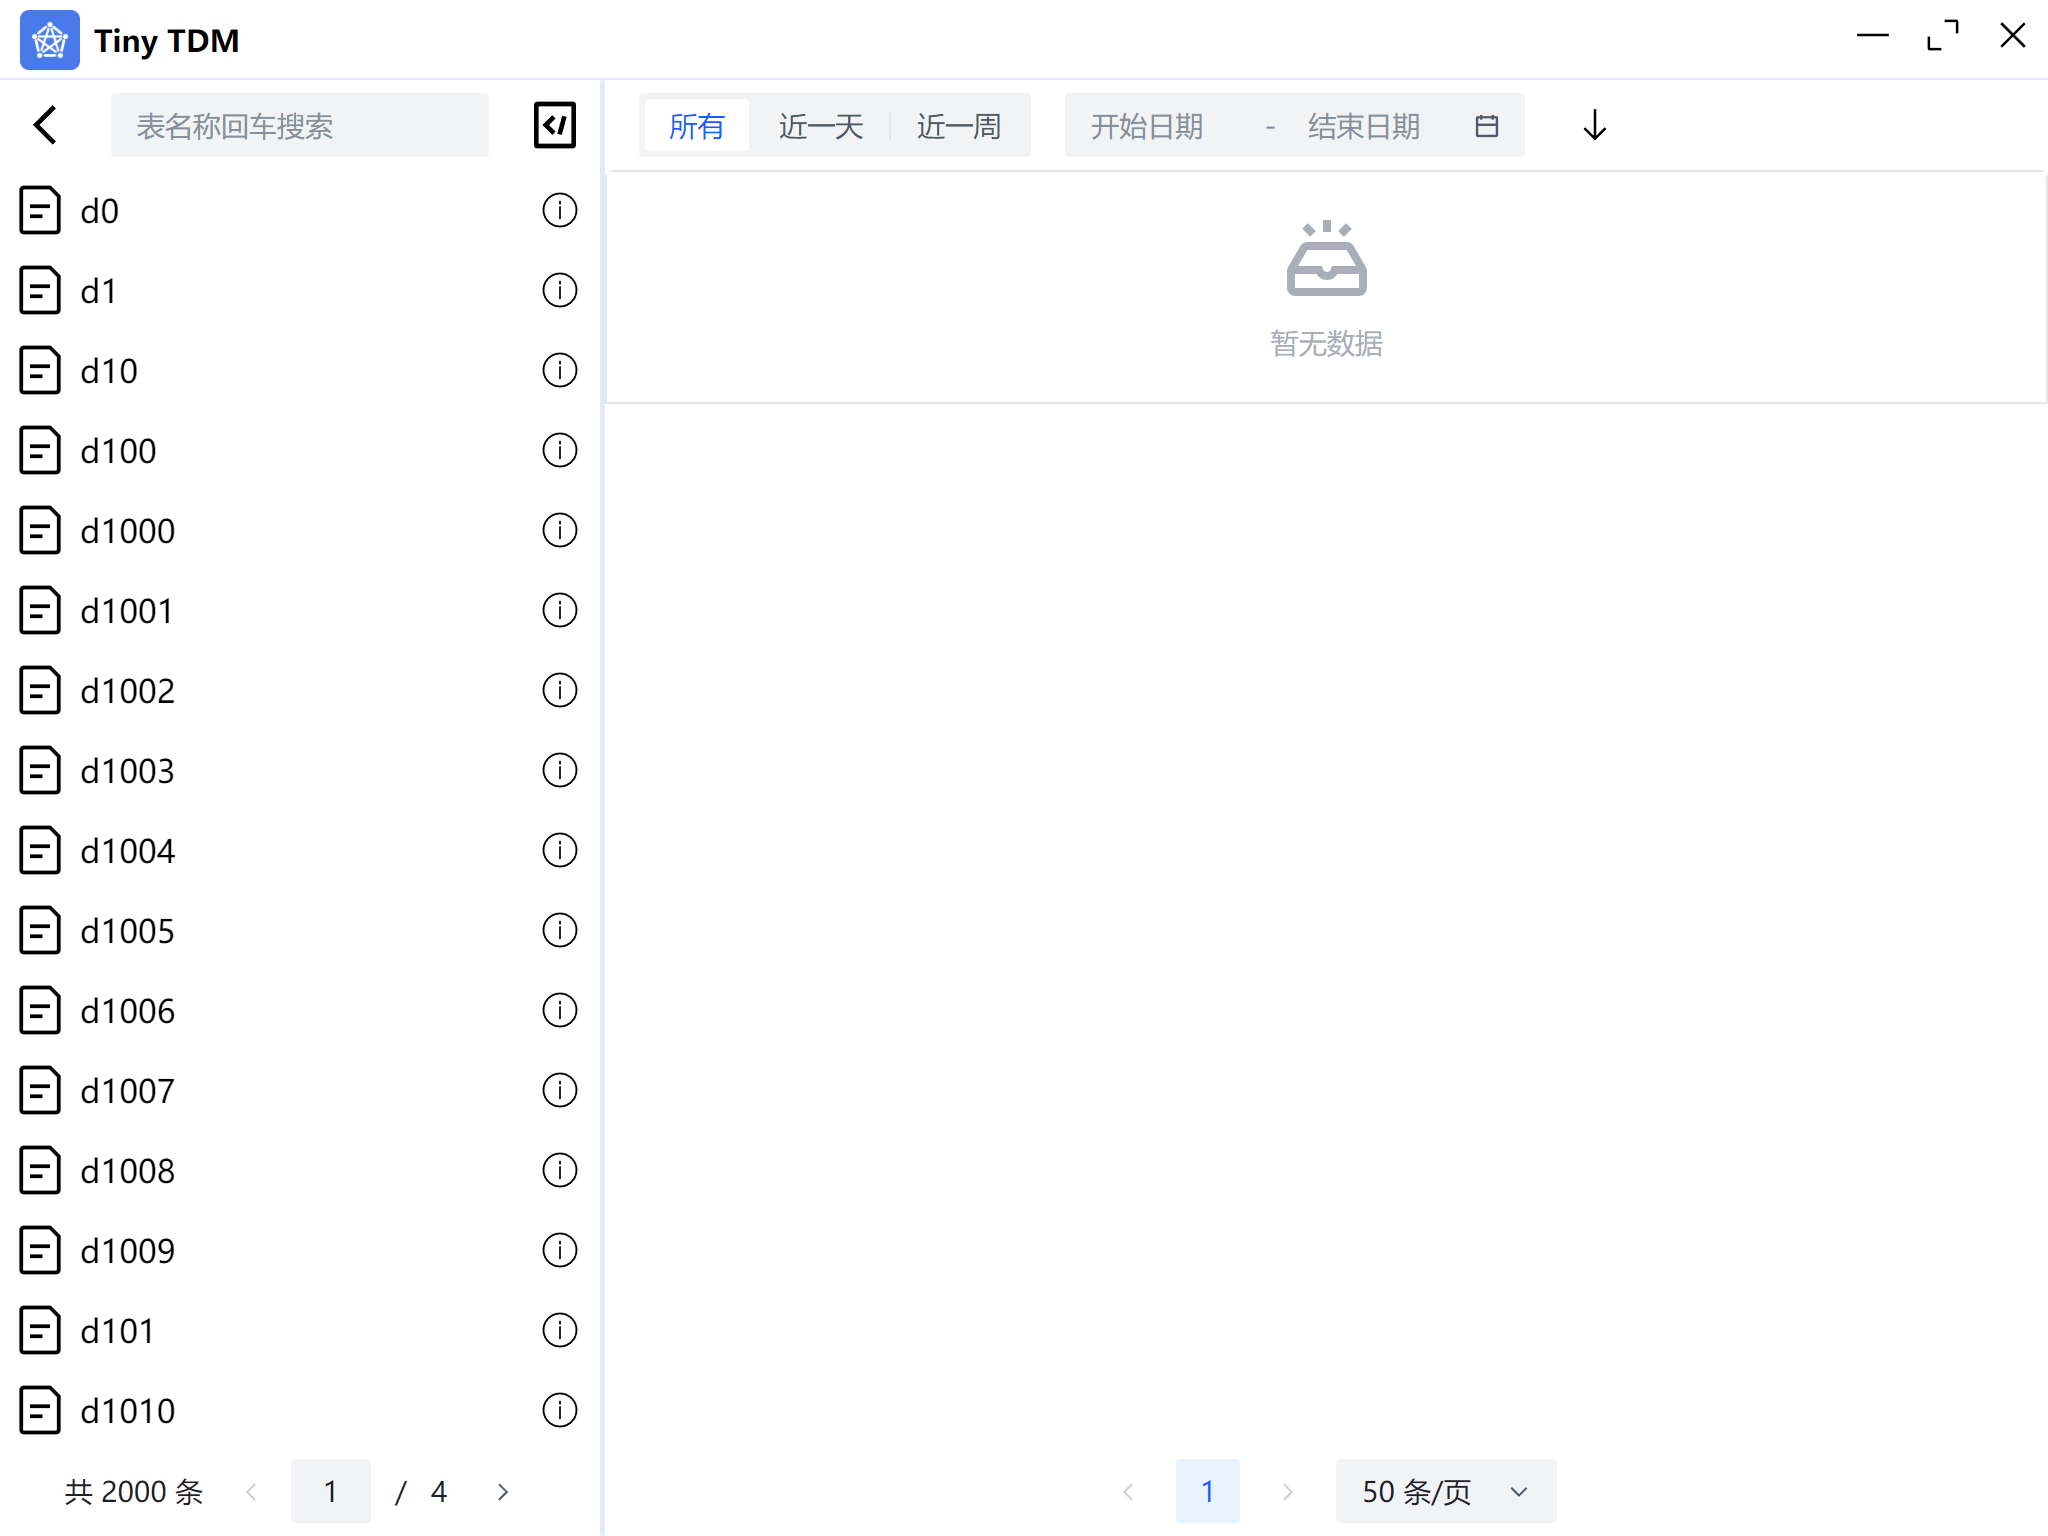 Tiny TDM
表名称回车搜索
所有 近一天 近一周 开始日期 - 结束日期
d0
d1
d10
d100
d1000
d1001
d1002
d1003
d1004
d1005
d1006
d1007
d1008
d1009
d101
d1010
共 2000 条 1 / 4
暂无数据
1 50 条/页